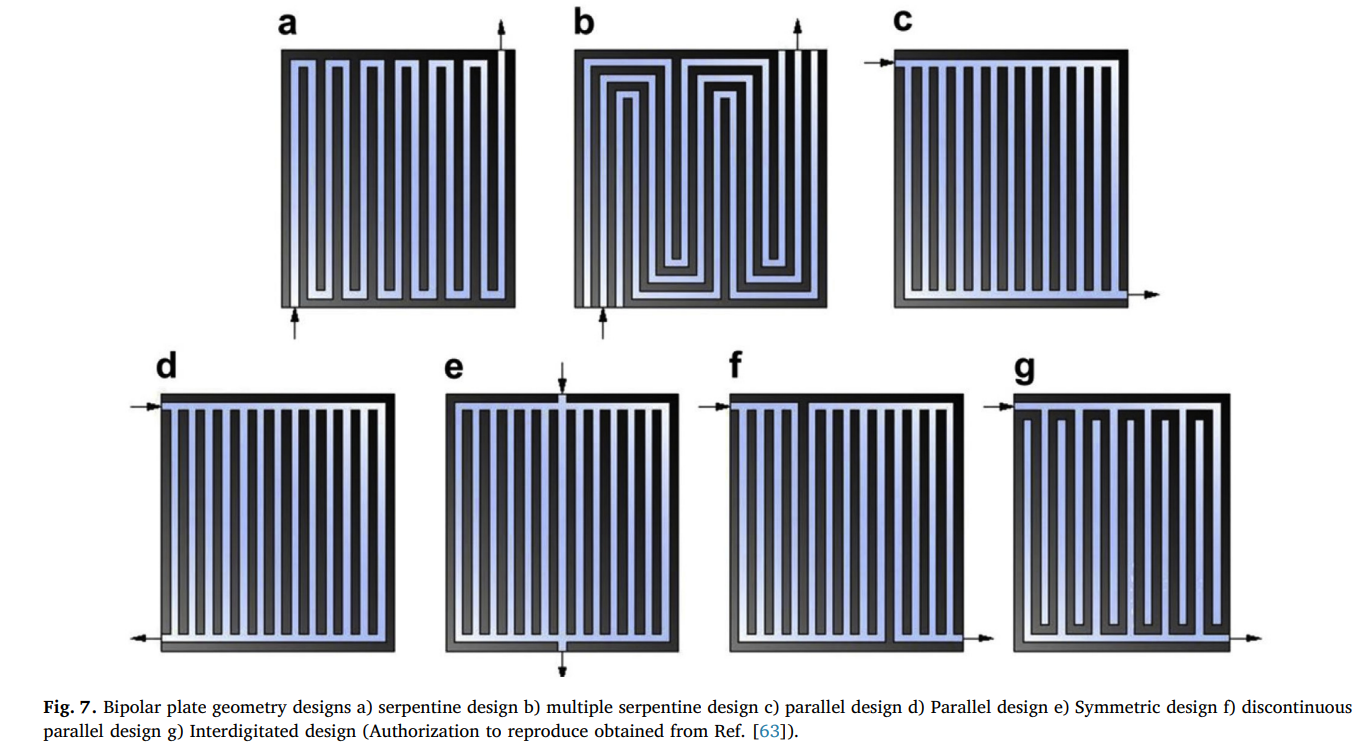 a
b
c
d
e
f
g
Fig. 7. Bipolar plate geometry designs a) serpentine design b) multiple serpentine design c) parallel design d) Parallel design e) Symmetric design f) discontinuous
parallel design g) Interdigitated design (Authorization to reproduce obtained from Ref. [63]).